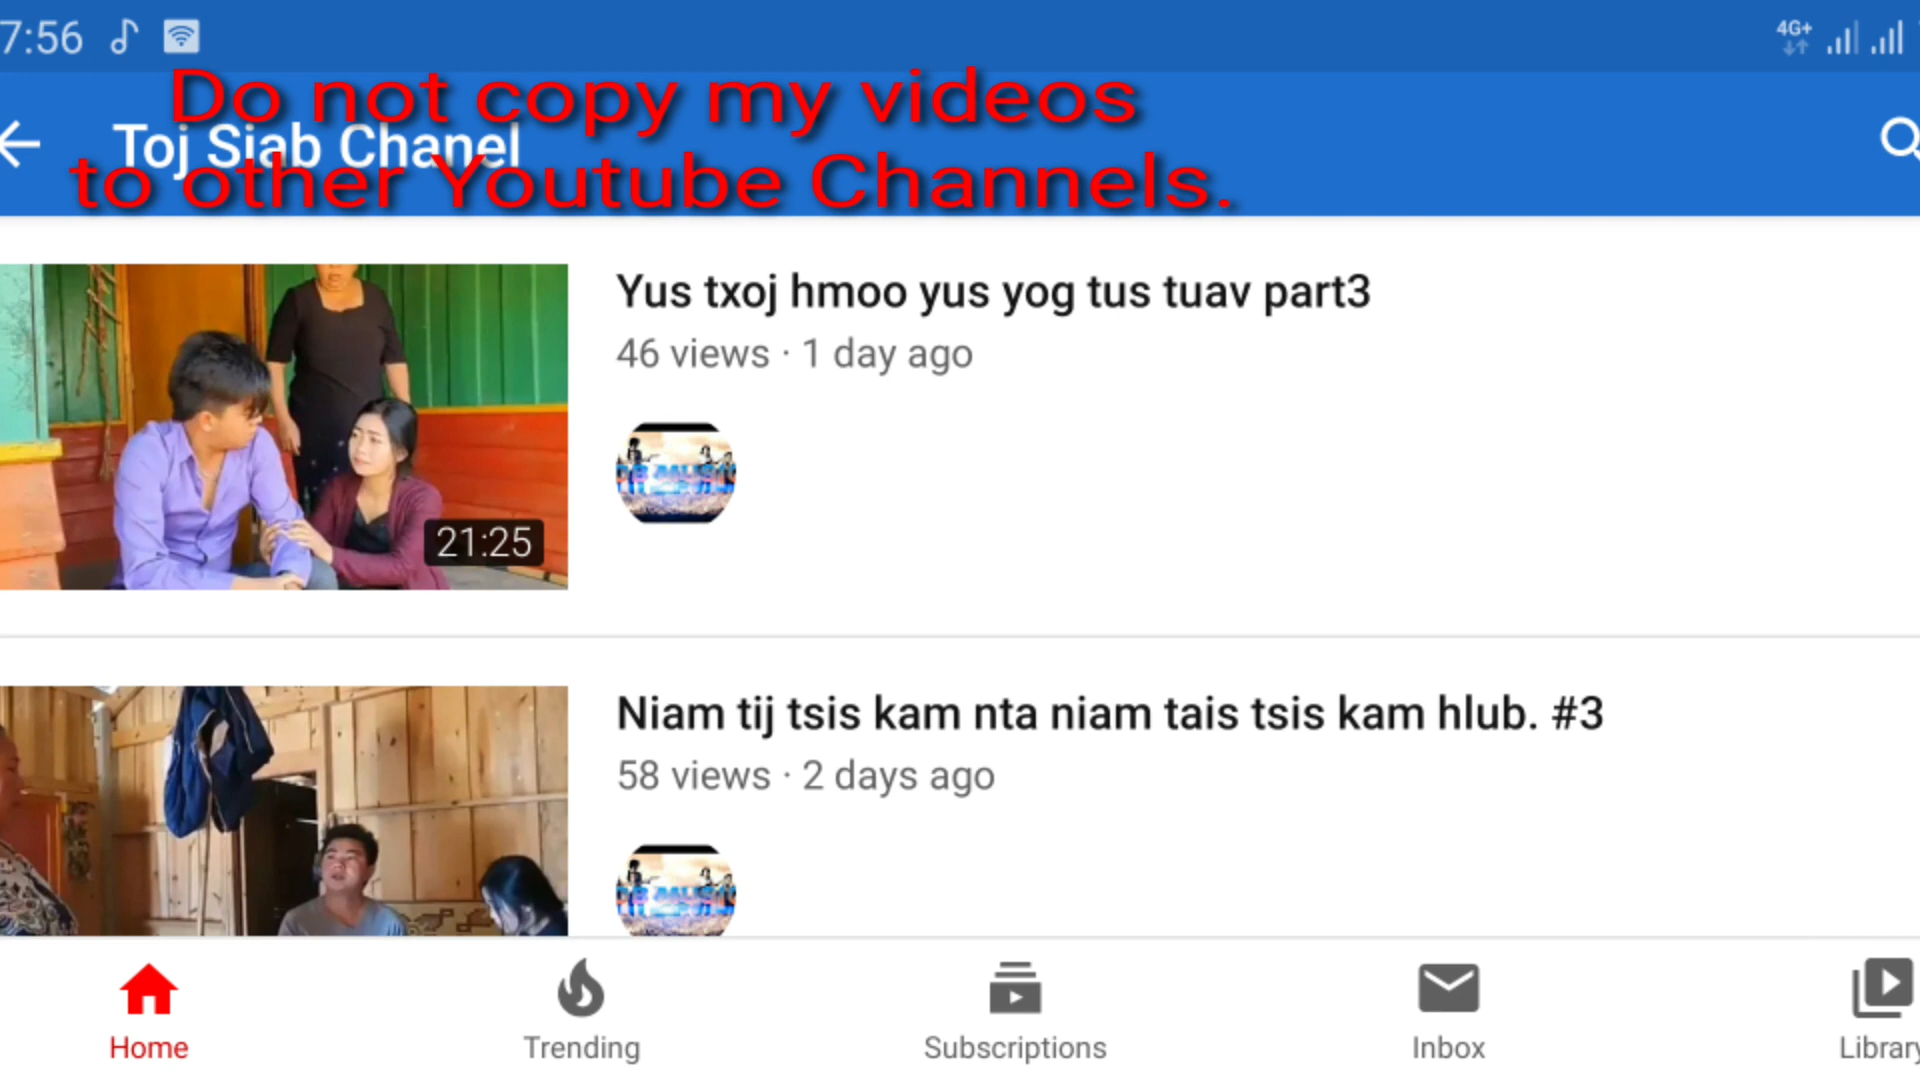 7:56
4G+
Do not copy my videos
Toj Siab Chanel
to other Youtube Channels.
Yus txoj hmoo yus yog tus tuav part3
46 views · 1 day ago
21:25
Niam tij tsis kam nta niam tais tsis kam hlub. #3
58 views · 2 days ago
Home
Trending
Subscriptions
Inbox
Library